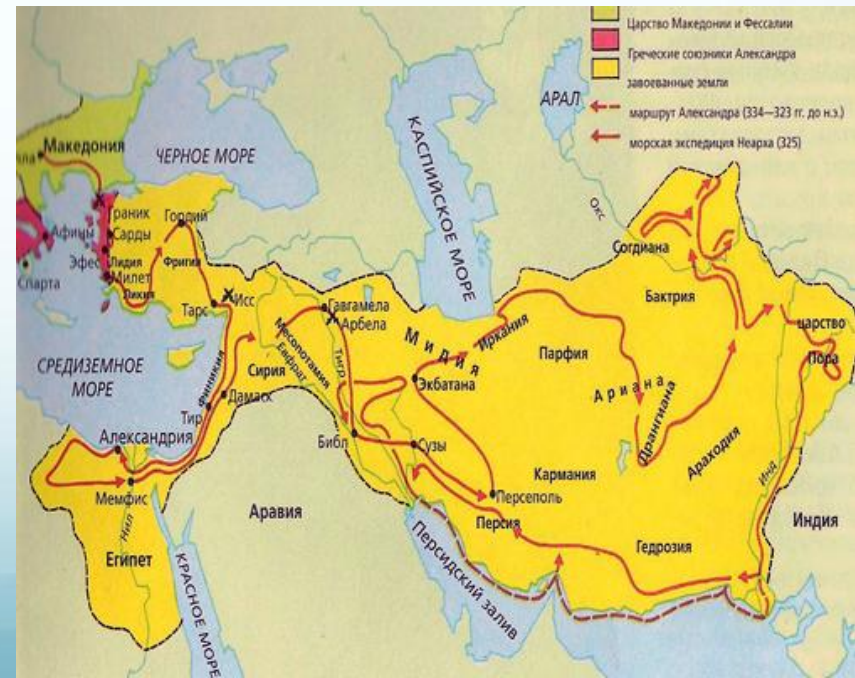 Царство Македонии и Фессалии
Греческие союзники Александра
завоеванные земли
маршрут Александра (334—323 гг. до н.э.)
морская экспедиция Неарха (325)
АРАЛ
КАСПИЙСКОЕ МОРЕ
ЧЕРНОЕ МОРЕ
Македония
Окс
Граник
Гордий
Афины
Сарды
Согдиана
Эфес
Лидия
Фригия
Милет
Спарта
Ликия
Бактрия
Тарс
Исс
Гавгамела
Арбела
царство
Пора
Мидия
Иркания
Парфия
Месопотамия
Евфрат
Тигр
Сирия
СРЕДИЗЕМНОЕ
МОРЕ
Финикия
Экбатана
Ариана
Дрангиана
Дамаск
Тир
Александрия
Библ
Сузы
Араходия
Инд
Мемфис
Кармания
Персеполь
Аравия
Персия
Индия
Нил
Египет
КРАСНОЕ МОРЕ
Персидский залив
Гедрозия